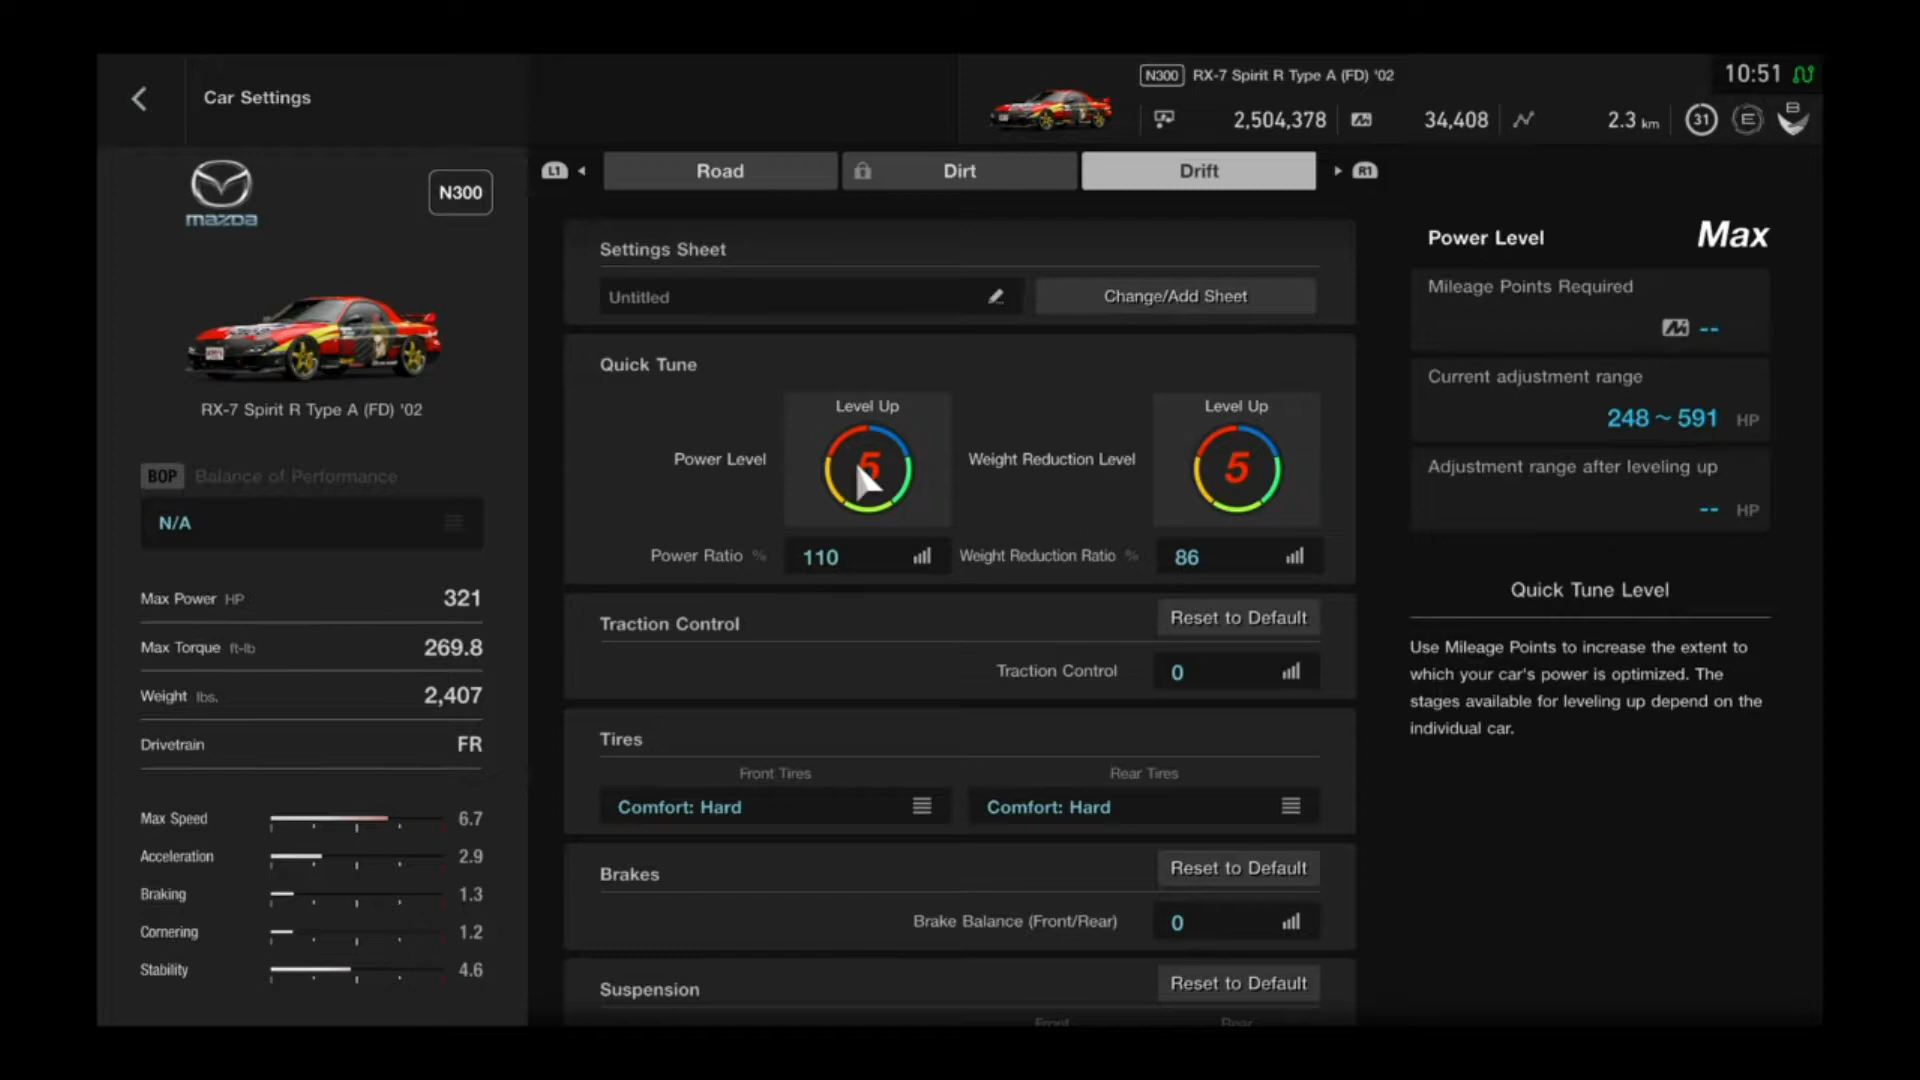 Car Settings
N300 RX-7 Spirit R Type A (FD) '02
10:51
2,504,378
34,408
2.3 km
31
E
B
mazda
N300
RX-7 Spirit R Type A (FD) '02
BOP Balance of Performance
N/A
Max Power HP 321
Max Torque ft-lb 269.8
Weight lbs. 2,407
Drivetrain FR
Max Speed 6.7
Acceleration 2.9
Braking 1.3
Cornering 1.2
Stability 4.6
L1 Road Dirt Drift R1
Settings Sheet
Untitled
Change/Add Sheet
Quick Tune
Level Up Level Up
Power Level 5 Weight Reduction Level 5
Power Ratio % 110 Weight Reduction Ratio % 86
Traction Control Reset to Default
Traction Control 0
Tires
Front Tires Rear Tires
Comfort: Hard Comfort: Hard
Brakes Reset to Default
Brake Balance (Front/Rear) 0
Suspension Reset to Default
Front Rear
Power Level Max
Mileage Points Required
--
Current adjustment range
248 ~ 591 HP
Adjustment range after leveling up
-- HP
Quick Tune Level
Use Mileage Points to increase the extent to
which your car's power is optimized. The
stages available for leveling up depend on the
individual car.